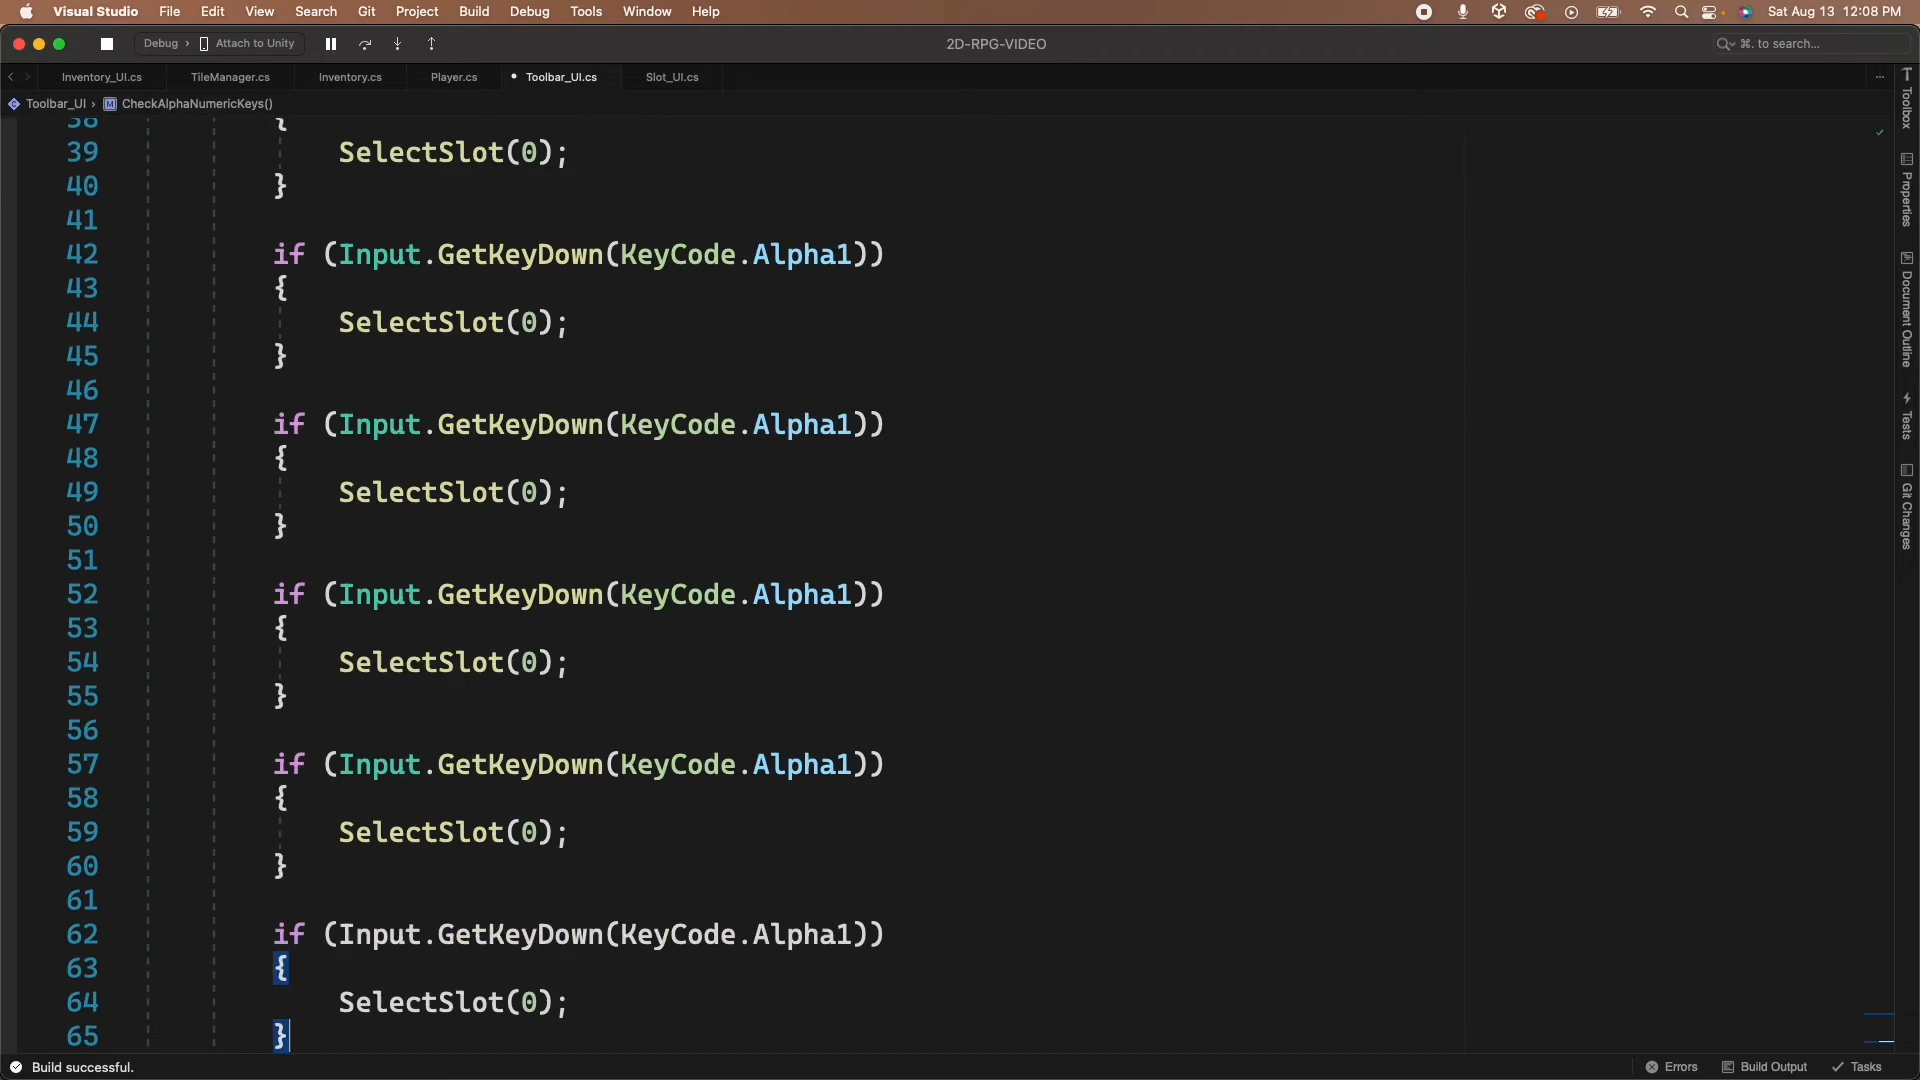 Visual Studio File Edit View Search Git Project Build Debug Tools Window Help Sat Aug 13 12:08 PM
Debug › Attach to Unity 2D-RPG-VIDEO ⌘. to search...
Inventory_UI.cs TileManager.cs Inventory.cs Player.cs Toolbar_UI.cs Slot_UI.cs
Toolbar_UI › M CheckAlphaNumericKeys()
38 {
39 SelectSlot(0);
40 }
41
42 if (Input.GetKeyDown(KeyCode.Alpha1))
43 {
44 SelectSlot(0);
45 }
46
47 if (Input.GetKeyDown(KeyCode.Alpha1))
48 {
49 SelectSlot(0);
50 }
51
52 if (Input.GetKeyDown(KeyCode.Alpha1))
53 {
54 SelectSlot(0);
55 }
56
57 if (Input.GetKeyDown(KeyCode.Alpha1))
58 {
59 SelectSlot(0);
60 }
61
62 if (Input.GetKeyDown(KeyCode.Alpha1))
63 {
64 SelectSlot(0);
65 }
Toolbox
Properties
Document Outline
Tests
Git Changes
Build successful. Errors Build Output Tasks